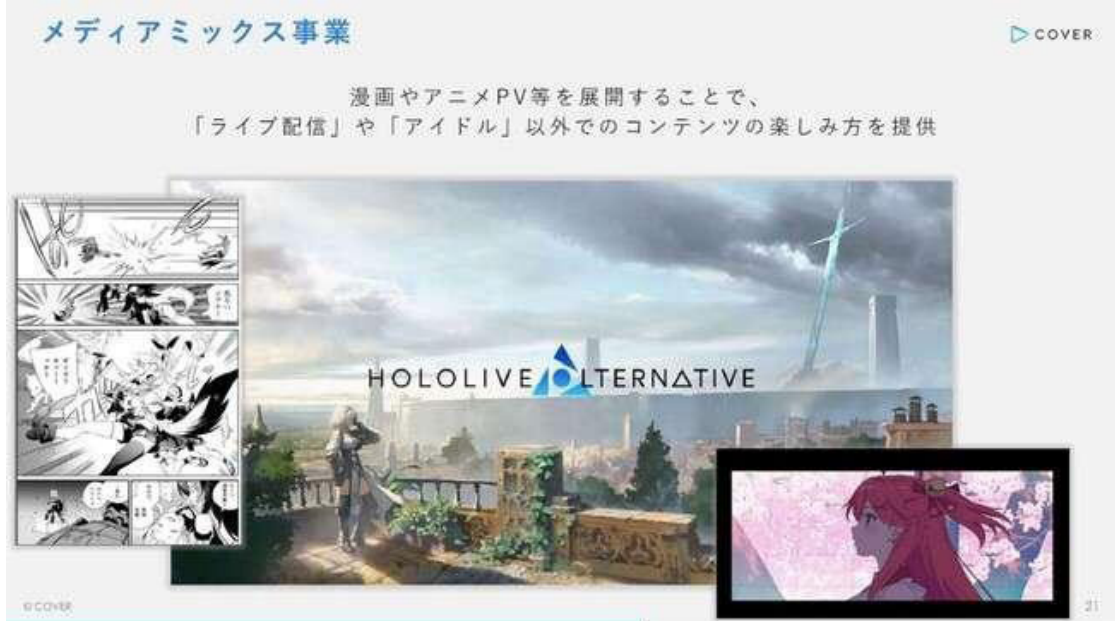 メディアミックス事業
COVER
漫画やアニメPV等を展開することで、
「ライブ配信」や「アイドル」以外でのコンテンツの楽しみ方を提供
HOLOLIVE ALTERNATIVE
© COVER
21